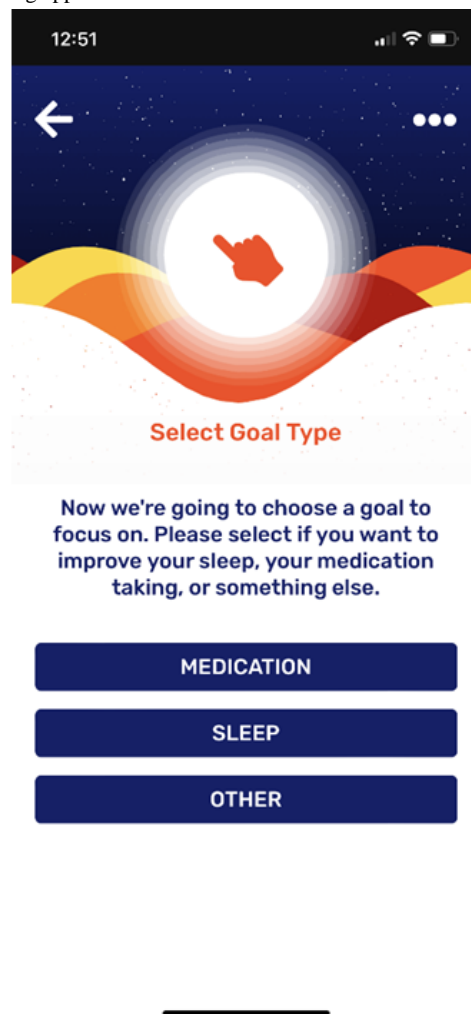 12:51
Select Goal Type
Now we're going to choose a goal to
focus on. Please select if you want to
improve your sleep, your medication
taking, or something else.
MEDICATION
SLEEP
OTHER